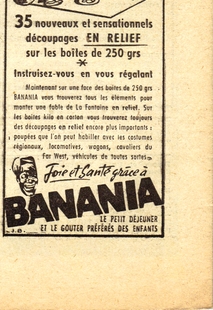 35 nouveaux et sensationnels
découpages EN RELIEF
sur les boîtes de 250 grs
*
Instruisez-vous en vous régalant
Maintenant sur une face des boites de 250 grs
BANANIA vous trouverez tous les éléments pour
monter une fable de La Fontaine en relief. Sur
les boites kilo en carton vous trouverez toujours
des découpages en relief encore plus importants :
poupées que l'on peut habiller avec les costumes
régionaux, locomotives, wagons, cavaliers du
Far West, véhicules de toutes sortes.
Joie et Santé grâce à
BANANIA
LE PETIT DÉJEUNER
ET LE GOUTER PRÉFÉRÉS DES ENFANTS